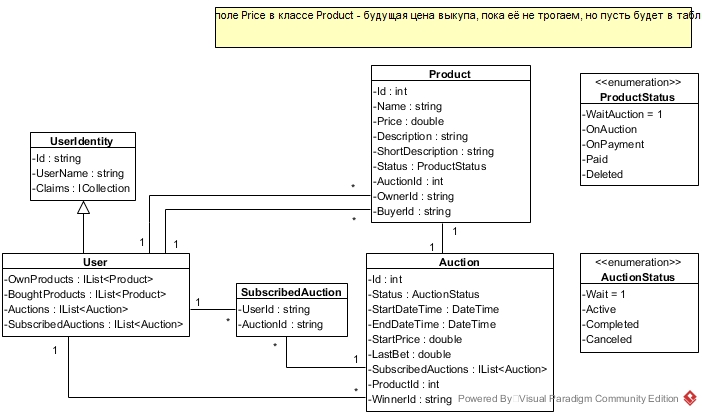 поле Price в классе Product - будущая цена выкупа, пока её не трогаем, но пусть будет в табл
Product
-Id : int
-Name : string
-Price : double
-Description : string
-ShortDescription : string
-Status : ProductStatus
-AuctionId : int
-OwnerId : string
-BuyerId : string
<<enumeration>>
ProductStatus
-WaitAuction = 1
-OnAuction
-OnPayment
-Paid
-Deleted
UserIdentity
-Id : string
-UserName : string
-Claims : ICollection
*
*
1
1
1
1
User
-OwnProducts : IList<Product>
-BoughtProducts : IList<Product>
-Auctions : IList<Auction>
-SubscribedAuctions : IList<Auction>
1
*
SubscribedAuction
-UserId : string
-AuctionId : string
*
1
1
*
Auction
-Id : int
-Status : AuctionStatus
-StartDateTime : DateTime
-EndDateTime : DateTime
-StartPrice : double
-LastBet : double
-SubscribedAuctions : IList<Auction>
-ProductId : int
-WinnerId : string
<<enumeration>>
AuctionStatus
-Wait = 1
-Active
-Completed
-Canceled
Powered By Visual Paradigm Community Edition